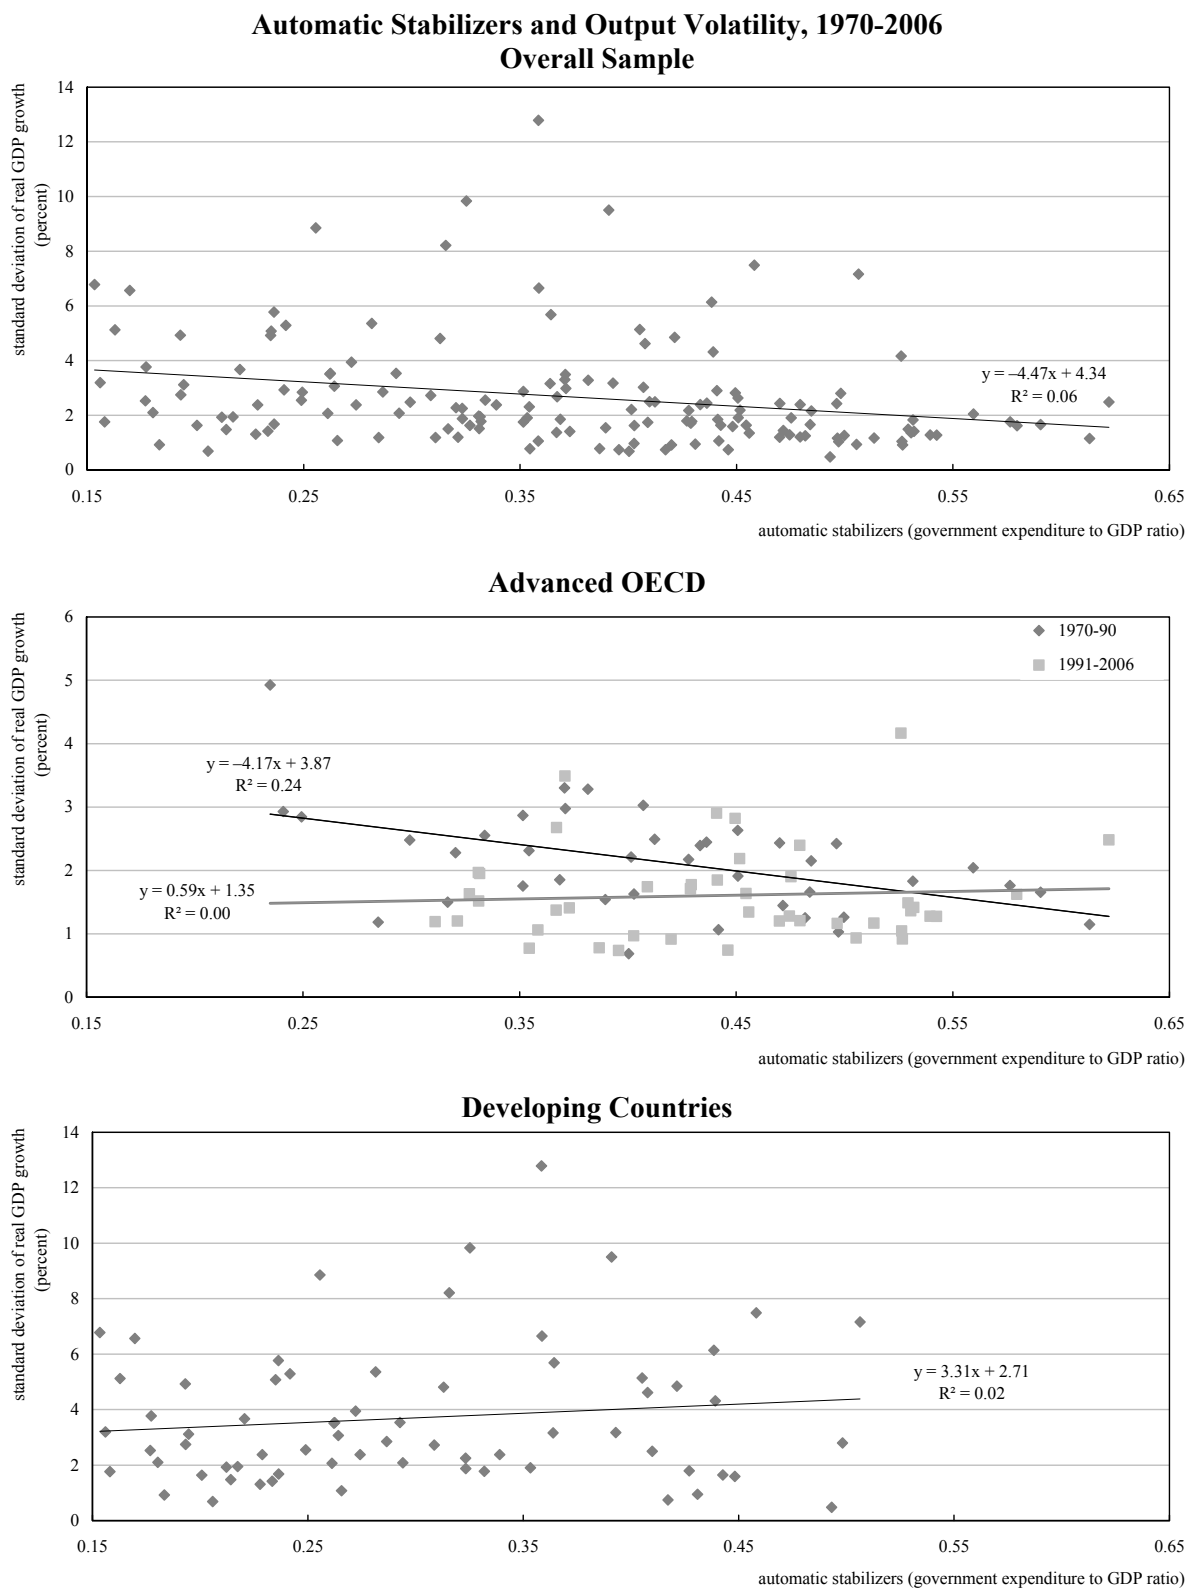 Automatic Stabilizers and Output Volatility, 1970-2006
Overall Sample
standard deviation of real GDP growth
(percent)
14
12
10
8
6
4
2
0
y = –4.47x + 4.34
R² = 0.06
0.15 0.25 0.35 0.45 0.55 0.65
automatic stabilizers (government expenditure to GDP ratio)
Advanced OECD
standard deviation of real GDP growth
(percent)
6
5
4
3
2
1
0
1970-90
1991-2006
y = –4.17x + 3.87
R² = 0.24
y = 0.59x + 1.35
R² = 0.00
0.15 0.25 0.35 0.45 0.55 0.65
automatic stabilizers (government expenditure to GDP ratio)
Developing Countries
standard deviation of real GDP growth
(percent)
14
12
10
8
6
4
2
0
y = 3.31x + 2.71
R² = 0.02
0.15 0.25 0.35 0.45 0.55 0.65
automatic stabilizers (government expenditure to GDP ratio)